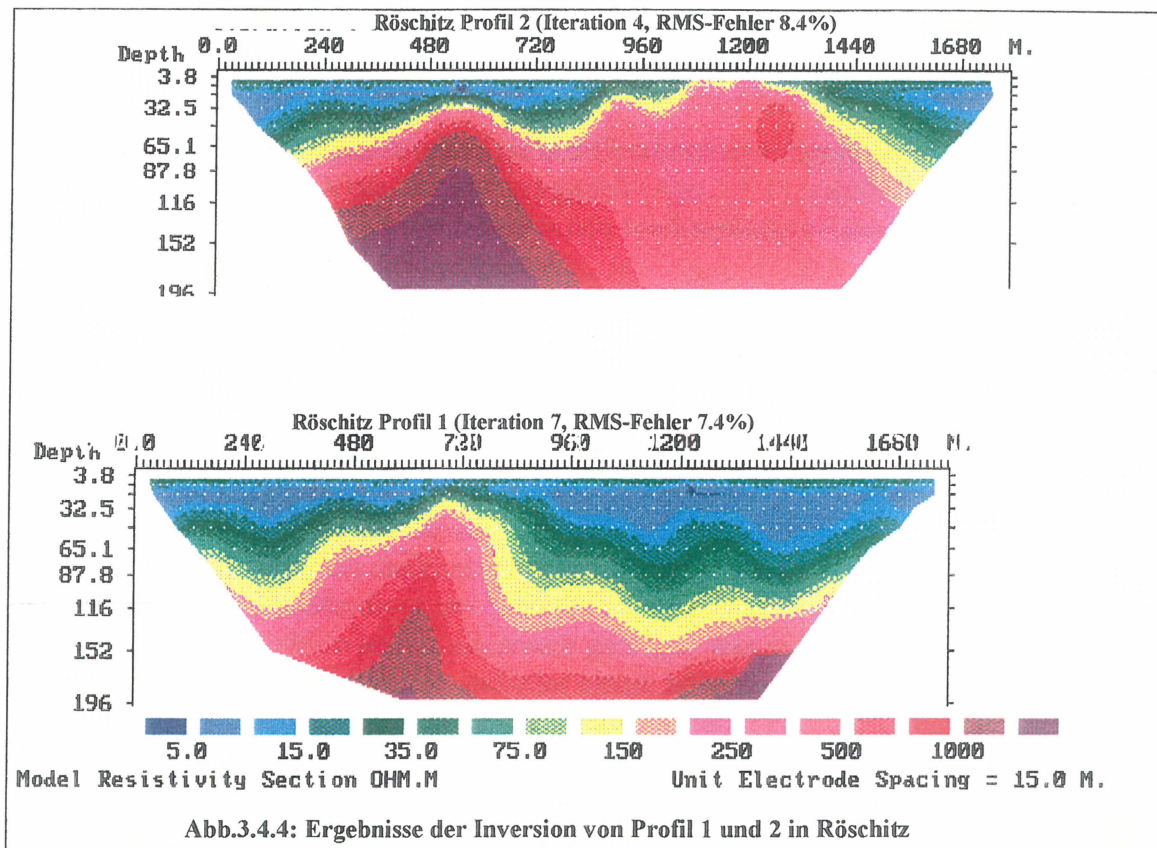 Röschitz Profil 2 (Iteration 4, RMS-Fehler 8.4%)
Depth 0.0 240 480 720 960 1200 1440 1680 M.
3.8
32.5
65.1
87.8
116
152
196
Röschitz Profil 1 (Iteration 7, RMS-Fehler 7.4%)
Depth 0.0 240 480 720 960 1200 1440 1680 M.
3.8
32.5
65.1
87.8
116
152
196
5.0 15.0 35.0 75.0 150 250 500 1000
Model Resistivity Section OHM.M Unit Electrode Spacing = 15.0 M.
Abb.3.4.4: Ergebnisse der Inversion von Profil 1 und 2 in Röschitz